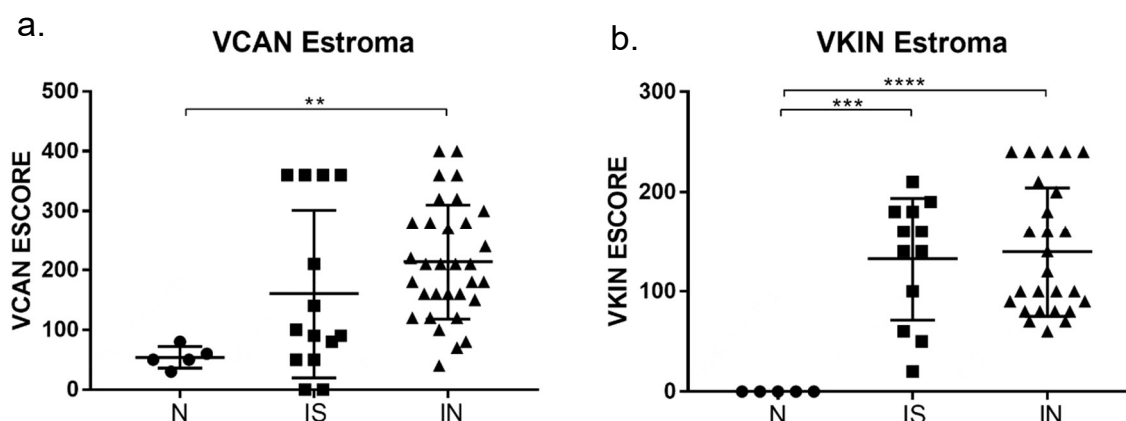 a.
VCAN Estroma
VCAN ESCORE
500
400
300
200
100
0
**
N IS IN
b.
VKIN Estroma
VKIN ESCORE
300
200
100
0
****
***
N IS IN